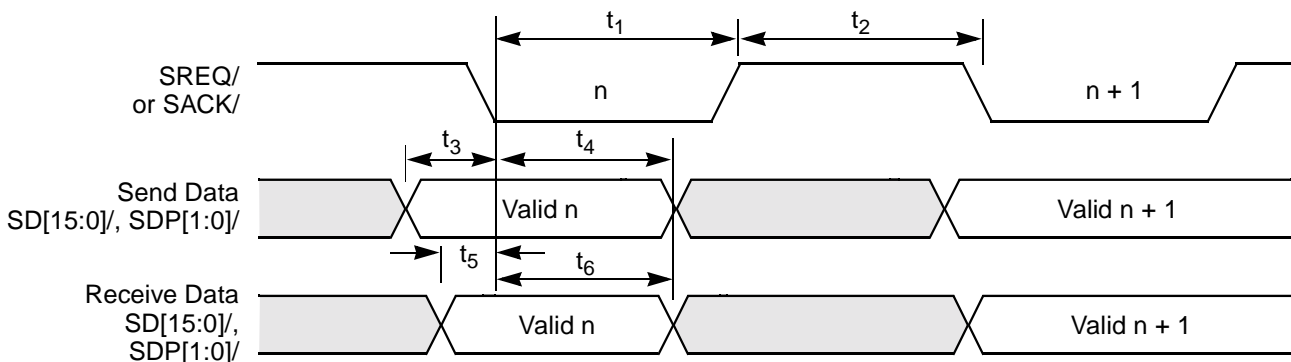 t1
t2
SREQ/
or SACK/
n
n + 1
t3
t4
Send Data
SD[15:0]/, SDP[1:0]/
Valid n
Valid n + 1
t5
t6
Receive Data
SD[15:0]/,
SDP[1:0]/
Valid n
Valid n + 1